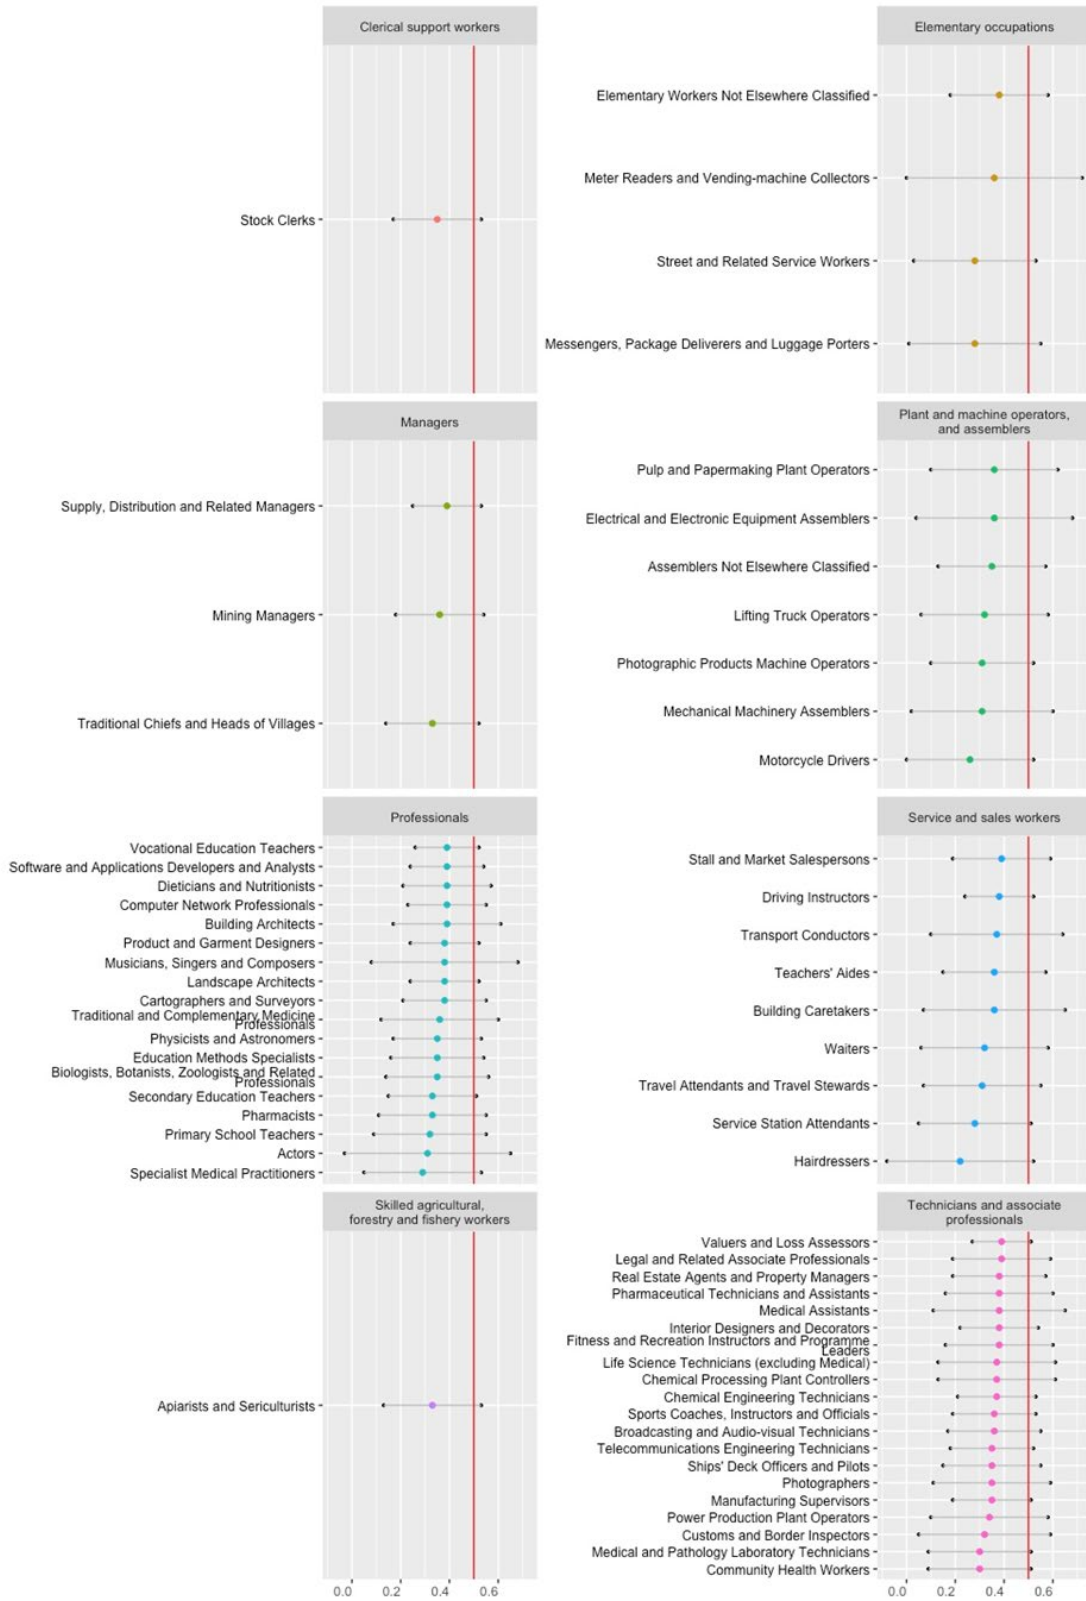 Clerical support workers
Stock Clerks
Elementary occupations
Elementary Workers Not Elsewhere Classified
Meter Readers and Vending-machine Collectors
Street and Related Service Workers
Messengers, Package Deliverers and Luggage Porters
Managers
Supply, Distribution and Related Managers
Mining Managers
Traditional Chiefs and Heads of Villages
Plant and machine operators,
and assemblers
Pulp and Papermaking Plant Operators
Electrical and Electronic Equipment Assemblers
Assemblers Not Elsewhere Classified
Lifting Truck Operators
Photographic Products Machine Operators
Mechanical Machinery Assemblers
Motorcycle Drivers
Professionals
Vocational Education Teachers
Software and Applications Developers and Analysts
Dieticians and Nutritionists
Computer Network Professionals
Building Architects
Product and Garment Designers
Musicians, Singers and Composers
Landscape Architects
Cartographers and Surveyors
Traditional and Complementary Medicine
Professionals
Physicists and Astronomers
Education Methods Specialists
Biologists, Botanists, Zoologists and Related
Professionals
Secondary Education Teachers
Pharmacists
Primary School Teachers
Actors
Specialist Medical Practitioners
Service and sales workers
Stall and Market Salespersons
Driving Instructors
Transport Conductors
Teachers' Aides
Building Caretakers
Waiters
Travel Attendants and Travel Stewards
Service Station Attendants
Hairdressers
Skilled agricultural,
forestry and fishery workers
Apiarists and Sericulturists
0.0 0.2 0.4 0.6
Technicians and associate
professionals
Valuers and Loss Assessors
Legal and Related Associate Professionals
Real Estate Agents and Property Managers
Pharmaceutical Technicians and Assistants
Medical Assistants
Interior Designers and Decorators
Fitness and Recreation Instructors and Programme
Leaders
Life Science Technicians (excluding Medical)
Chemical Processing Plant Controllers
Chemical Engineering Technicians
Sports Coaches, Instructors and Officials
Broadcasting and Audio-visual Technicians
Telecommunications Engineering Technicians
Ships' Deck Officers and Pilots
Photographers
Manufacturing Supervisors
Power Production Plant Operators
Customs and Border Inspectors
Medical and Pathology Laboratory Technicians
Community Health Workers
0.0 0.2 0.4 0.6